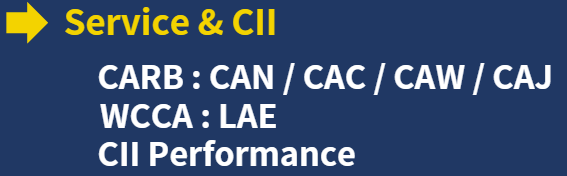 Service & CII
CARB : CAN / CAC / CAW / CAJ
WCCA : LAE
CII Performance